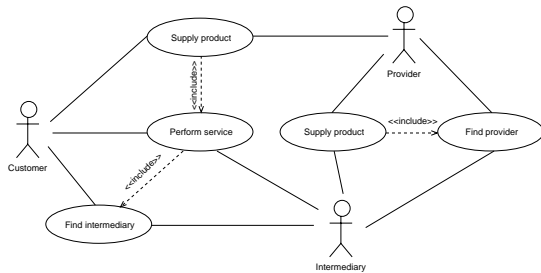 Supply product
Provider
<<include>>
Customer
Perform service
Supply product
<<include>>
Find provider
<<include>>
Find intermediary
Intermediary